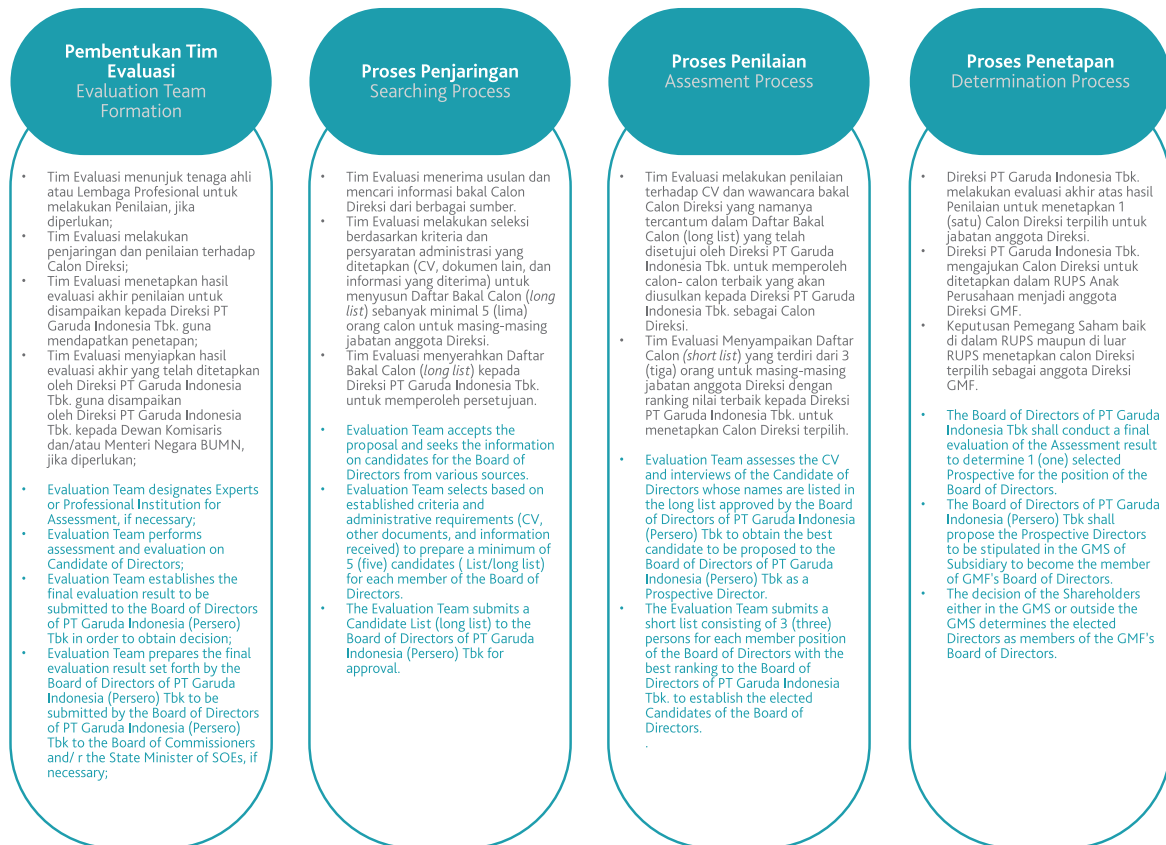 Pembentukan Tim
Evaluasi
Evaluation Team
Formation
• Tim Evaluasi menunjuk tenaga ahli
atau Lembaga Profesional untuk
melakukan Penilaian, jika
diperlukan;
• Tim Evaluasi melakukan
penjaringan dan penilaian terhadap
Calon Direksi;
• Tim Evaluasi menetapkan hasil
evaluasi akhir penilaian untuk
disampaikan kepada Direksi PT
Garuda Indonesia Tbk. guna
mendapatkan penetapan;
• Tim Evaluasi menyiapkan hasil
evaluasi akhir yang telah ditetapkan
oleh Direksi PT Garuda Indonesia
Tbk. guna disampaikan
oleh Direksi PT Garuda Indonesia
Tbk. kepada Dewan Komisaris
dan/atau Menteri Negara BUMN,
jika diperlukan;
• Evaluation Team designates Experts
or Professional Institution for
Assessment, if necessary;
• Evaluation Team performs
assessment and evaluation on
Candidate of Directors;
• Evaluation Team establishes the
final evaluation result to be
submitted to the Board of Directors
of PT Garuda Indonesia (Persero)
Tbk in order to obtain decision;
• Evaluation Team prepares the final
evaluation result set forth by the
Board of Directors of PT Garuda
Indonesia (Persero) Tbk to be
submitted by the Board of Directors
of PT Garuda Indonesia (Persero)
Tbk to the Board of Commissioners
and/ r the State Minister of SOEs, if
necessary;
Proses Penjaringan
Searching Process
• Tim Evaluasi menerima usulan dan
mencari informasi bakal Calon
Direksi dari berbagai sumber.
• Tim Evaluasi melakukan seleksi
berdasarkan kriteria dan
persyaratan administrasi yang
ditetapkan (CV, dokumen lain, dan
informasi yang diterima) untuk
menyusun Daftar Bakal Calon (long
list) sebanyak minimal 5 (lima)
orang calon untuk masing-masing
jabatan anggota Direksi.
• Tim Evaluasi menyerahkan Daftar
Bakal Calon (long list) kepada
Direksi PT Garuda Indonesia Tbk.
untuk memperoleh persetujuan.
• Evaluation Team accepts the
proposal and seeks the information
on candidates for the Board of
Directors from various sources.
• Evaluation Team selects based on
established criteria and
administrative requirements (CV,
other documents, and information
received) to prepare a minimum of
5 (five) candidates ( List/long list)
for each member of the Board of
Directors.
• The Evaluation Team submits a
Candidate List (long list) to the
Board of Directors of PT Garuda
Indonesia (Persero) Tbk for
approval.
Proses Penilaian
Assesment Process
• Tim Evaluasi melakukan penilaian
terhadap CV dan wawancara bakal
Calon Direksi yang namanya
tercantum dalam Daftar Bakal
Calon (long list) yang telah
disetujui oleh Direksi PT Garuda
Indonesia Tbk. untuk memperoleh
calon- calon terbaik yang akan
diusulkan kepada Direksi PT Garuda
Indonesia Tbk. sebagai Calon
Direksi.
• Tim Evaluasi Menyampaikan Daftar
Calon (short list) yang terdiri dari 3
(tiga) orang untuk masing-masing
jabatan anggota Direksi dengan
ranking nilai terbaik kepada Direksi
PT Garuda Indonesia Tbk. untuk
menetapkan Calon Direksi terpilih.
• Evaluation Team assesses the CV
and interviews of the Candidate of
Directors whose names are listed in
the long list approved by the Board
of Directors of PT Garuda Indonesia
(Persero) Tbk to obtain the best
candidate to be proposed to the
Board of Directors of PT Garuda
Indonesia (Persero) Tbk as a
Prospective Director.
• The Evaluation Team submits a
short list consisting of 3 (three)
persons for each member position
of the Board of Directors with the
best ranking to the Board of
Directors of PT Garuda Indonesia
Tbk. to establish the elected
Candidates of the Board of
Directors.
.
Proses Penetapan
Determination Process
• Direksi PT Garuda Indonesia Tbk.
melakukan evaluasi akhir atas hasil
Penilaian untuk menetapkan 1
(satu) Calon Direksi terpilih untuk
jabatan anggota Direksi.
• Direksi PT Garuda Indonesia Tbk.
mengajukan Calon Direksi untuk
ditetapkan dalam RUPS Anak
Perusahaan menjadi anggota
Direksi GMF.
• Keputusan Pemegang Saham baik
di dalam RUPS maupun di luar
RUPS menetapkan calon Direksi
terpilih sebagai anggota Direksi
GMF.
• The Board of Directors of PT Garuda
Indonesia Tbk shall conduct a final
evaluation of the Assessment result
to determine 1 (one) selected
Prospective for the position of the
Board of Directors.
• The Board of Directors of PT Garuda
Indonesia (Persero) Tbk shall
propose the Prospective Directors
to be stipulated in the GMS of
Subsidiary to become the member
of GMF's Board of Directors.
• The decision of the Shareholders
either in the GMS or outside the
GMS determines the elected
Directors as members of the GMF's
Board of Directors.